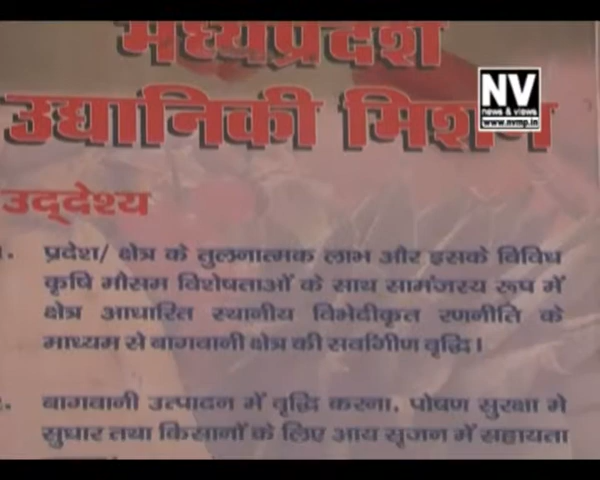 मध्यप्रदेश
उद्यानिकी मिशन
NV
news & views
www.nvmp.in
उद्देश्य
1. प्रदेश/ क्षेत्र के तुलनात्मक लाभ और इसके विविध
कृषि मौसम विशेषताओं के साथ सामंजस्य रूप में
क्षेत्र आधारित स्थानीय विभेदीकृत रणनीति के
माध्यम से बागवानी क्षेत्र की सर्वांगीण वृद्धि।
2. बागवानी उत्पादन में वृद्धि करना, पोषण सुरक्षा में
सुधार तथा किसानों के लिए आय सृजन में सहायता